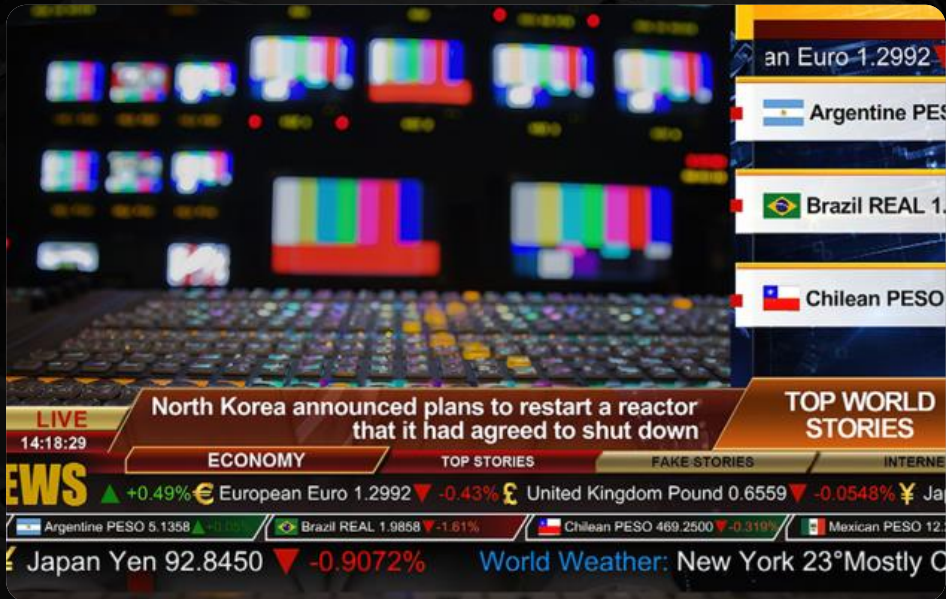 an Euro 1.2992
Argentine PES
Brazil REAL 1.
Chilean PESO
North Korea announced plans to restart a reactor
that it had agreed to shut down
TOP WORLD
STORIES
LIVE
14:18:29
ECONOMY
TOP STORIES
FAKE STORIES
INTERNE
EWS
▲ +0.49% € European Euro 1.2992 ▼ -0.43% £ United Kingdom Pound 0.6559 ▼ -0.0548% ¥ Ja
Argentine PESO 5.1358 ▲ Brazil REAL 1.9858 ▼ -1.61% Chilean PESO 469.2500 ▼ -0.319% Mexican PESO 12.
¥ Japan Yen 92.8450 ▼ -0.9072% World Weather: New York 23°Mostly C